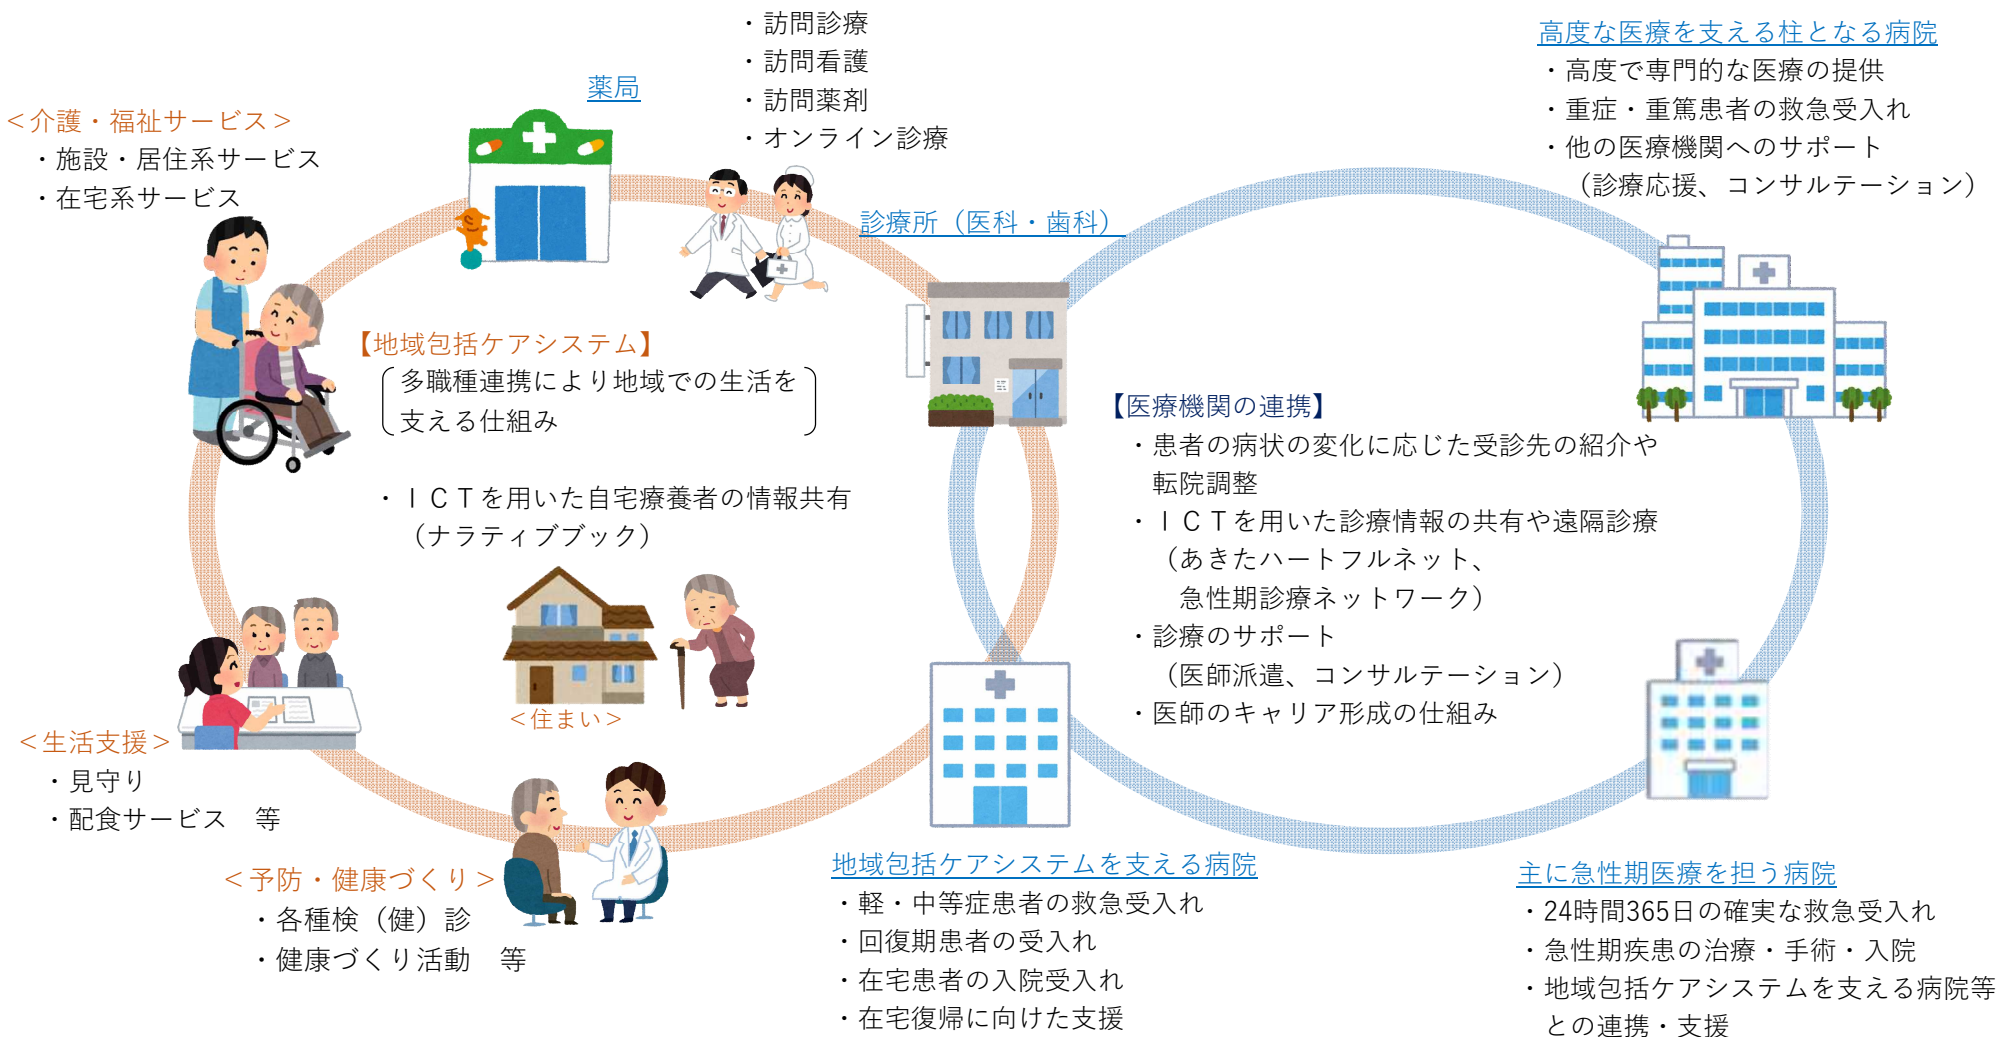 ・訪問診療
・訪問看護
・訪問薬剤
・オンライン診療
薬局
＜介護・福祉サービス＞
・施設・居住系サービス
・在宅系サービス
診療所（医科・歯科）
高度な医療を支える柱となる病院
・高度で専門的な医療の提供
・重症・重篤患者の救急受入れ
・他の医療機関へのサポート
（診療応援、コンサルテーション）
【地域包括ケアシステム】
多職種連携により地域での生活を
支える仕組み
・ＩＣＴを用いた自宅療養者の情報共有
（ナラティブブック）
＜住まい＞
【医療機関の連携】
・患者の病状の変化に応じた受診先の紹介や
転院調整
・ＩＣＴを用いた診療情報の共有や遠隔診療
（あきたハートフルネット、
急性期診療ネットワーク）
・診療のサポート
（医師派遣、コンサルテーション）
・医師のキャリア形成の仕組み
＜生活支援＞
・見守り
・配食サービス　等
＜予防・健康づくり＞
・各種検（健）診
・健康づくり活動　等
地域包括ケアシステムを支える病院
・軽・中等症患者の救急受入れ
・回復期患者の受入れ
・在宅患者の入院受入れ
・在宅復帰に向けた支援
主に急性期医療を担う病院
・24時間365日の確実な救急受入れ
・急性期疾患の治療・手術・入院
・地域包括ケアシステムを支える病院等
との連携・支援